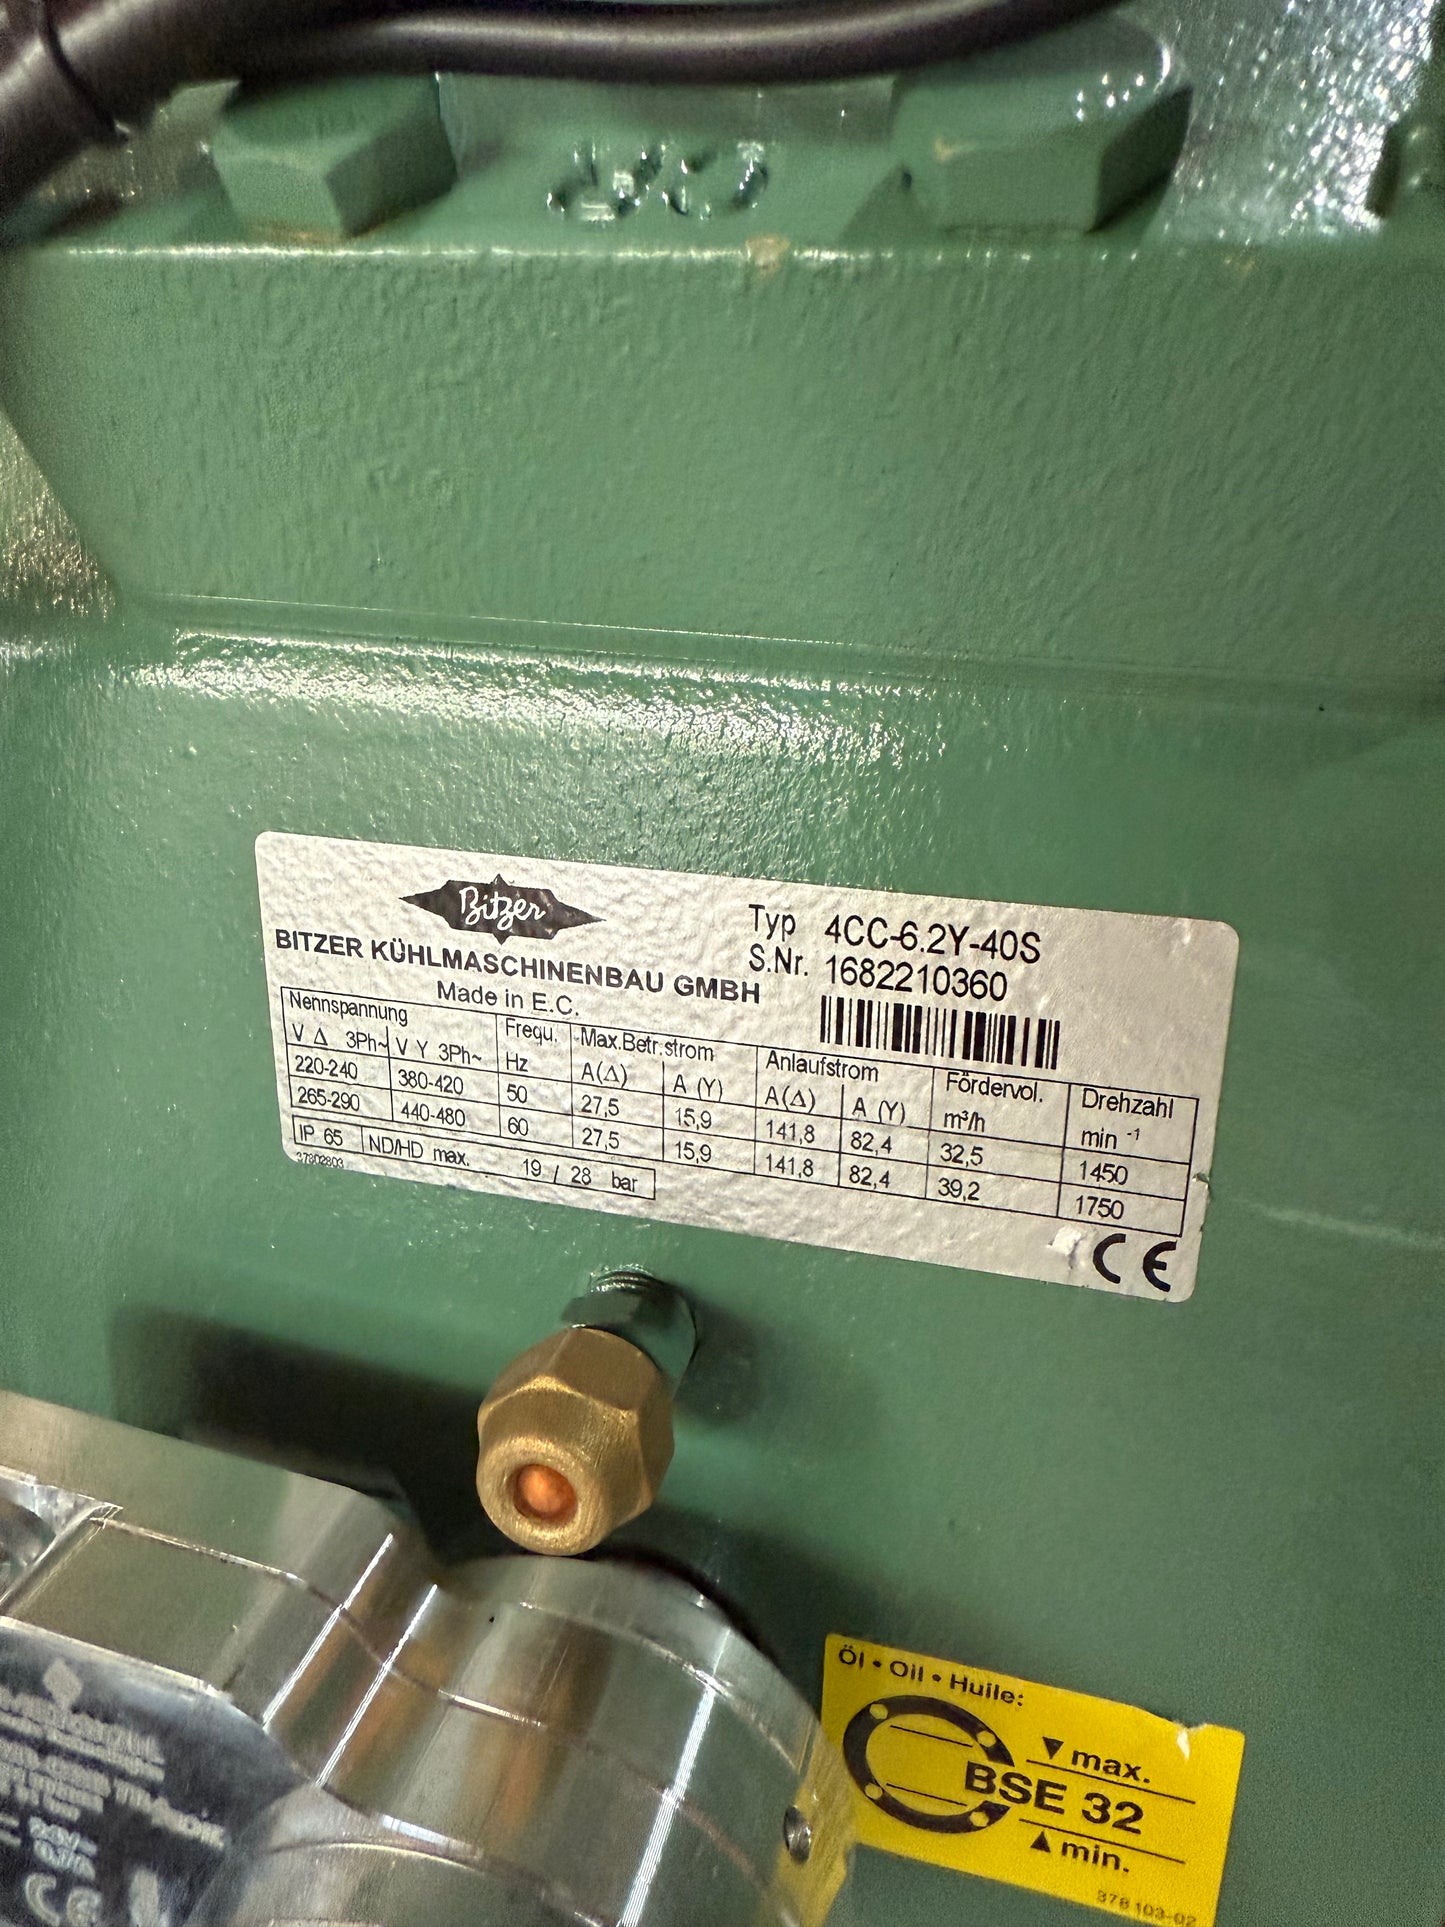 Bitzer
BITZER KÜHLMASCHINENBAU GMBH
Made in E.C.
Typ 4CC-6.2Y-40S
S.Nr. 1682210360
Nennspannung Frequ. Max.Betr.strom Anlaufstrom Fördervol. Drehzahl
V Δ 3Ph~ V Y 3Ph~ Hz A(Δ) A (Y) A(Δ) A (Y) m³/h min -1
220-240 380-420 50 27,5 15,9 141,8 82,4 32,5 1450
265-290 440-480 60 27,5 15,9 141,8 82,4 39,2 1750
IP 65 ND/HD max. 19 / 28 bar
37802803
CE
Öl • Oil • Huile:
▼ max.
BSE 32
▲ min.
378 103-02
CE